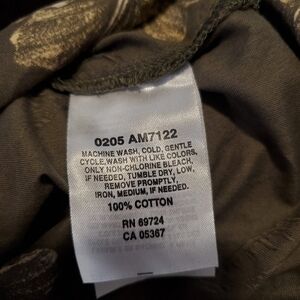 0205 AM7122
MACHINE WASH, COLD, GENTLE
CYCLE.WASH WITH LIKE COLORS,
ONLY NON-CHLORINE BLEACH,
IF NEEDED, TUMBLE DRY, LOW,
REMOVE PROMPTLY,
IRON, MEDIUM, IF NEEDED.
100% COTTON
RN 69724
CA 05367